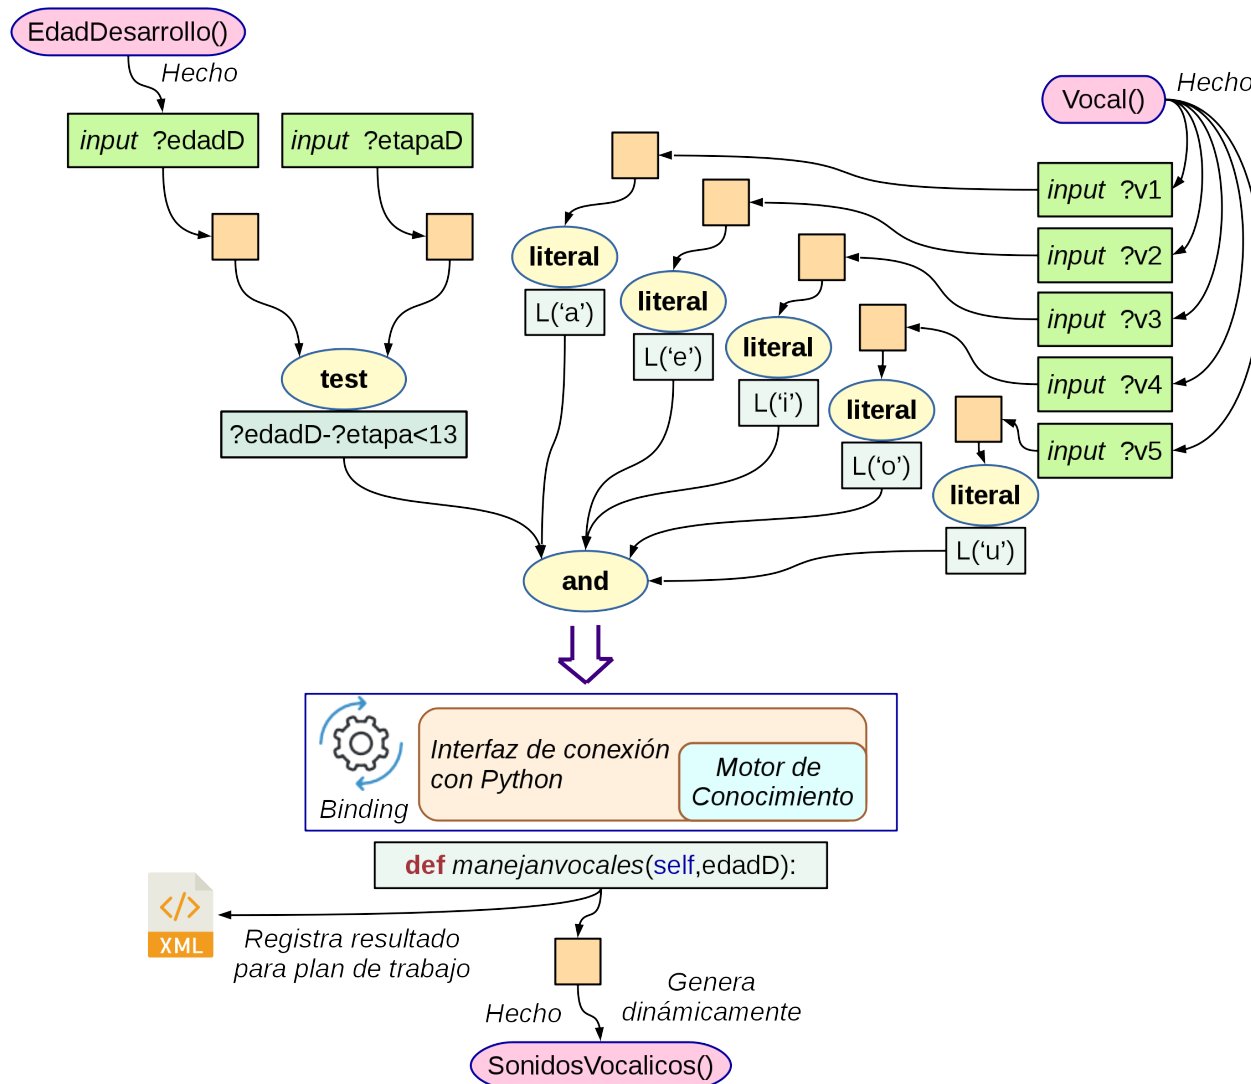 EdadDesarrollo()
Hecho
input ?edadD
input ?etapaD
Hecho
Vocal()
input ?v1
input ?v2
input ?v3
input ?v4
input ?v5
literal
L(‘a’)
literal
L(‘e’)
literal
L(‘i’)
literal
L(‘o’)
literal
L(‘u’)
test
?edadD-?etapa<13
and
Binding
Interfaz de conexión
con Python
Motor de
Conocimiento
def manejanvocales(self,edadD):
XML
Registra resultado
para plan de trabajo
Hecho
Genera
dinámicamente
SonidosVocalicos()